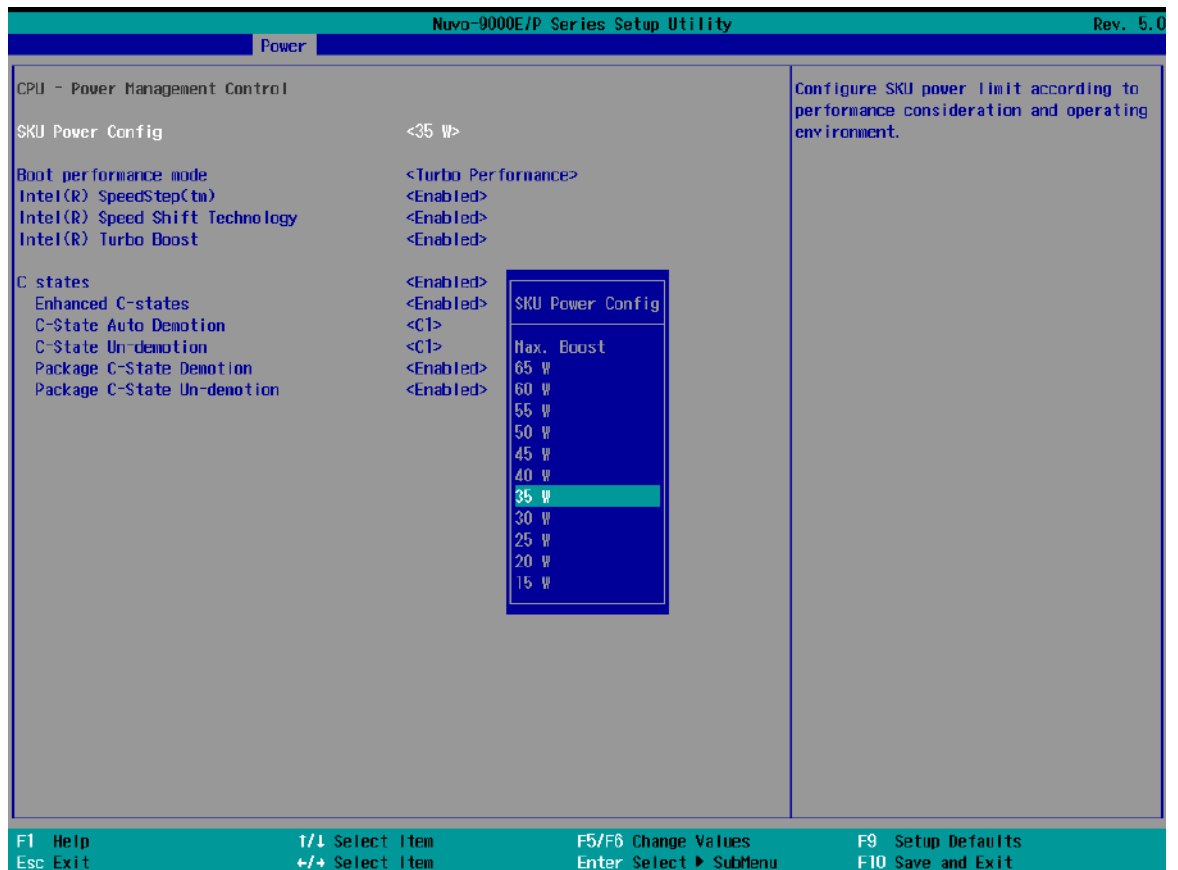 Nuvo-9000E/P Series Setup Utility Rev. 5.0
Power
CPU - Power Management Control
SKU Power Config <35 W>
Boot performance mode <Turbo Performance>
Intel(R) SpeedStep(tm) <Enabled>
Intel(R) Speed Shift Technology <Enabled>
Intel(R) Turbo Boost <Enabled>
C states <Enabled>
Enhanced C-states <Enabled>
C-State Auto Demotion <C1>
C-State Un-demotion <C1>
Package C-State Demotion <Enabled>
Package C-State Un-demotion <Enabled>
SKU Power Config
Max. Boost
65 W
60 W
55 W
50 W
45 W
40 W
35 W
30 W
25 W
20 W
15 W
Configure SKU power limit according to
performance consideration and operating
environment.
F1 Help ↑/↓ Select Item F5/F6 Change Values F9 Setup Defaults
Esc Exit ←/→ Select Item Enter Select ▶ SubMenu F10 Save and Exit